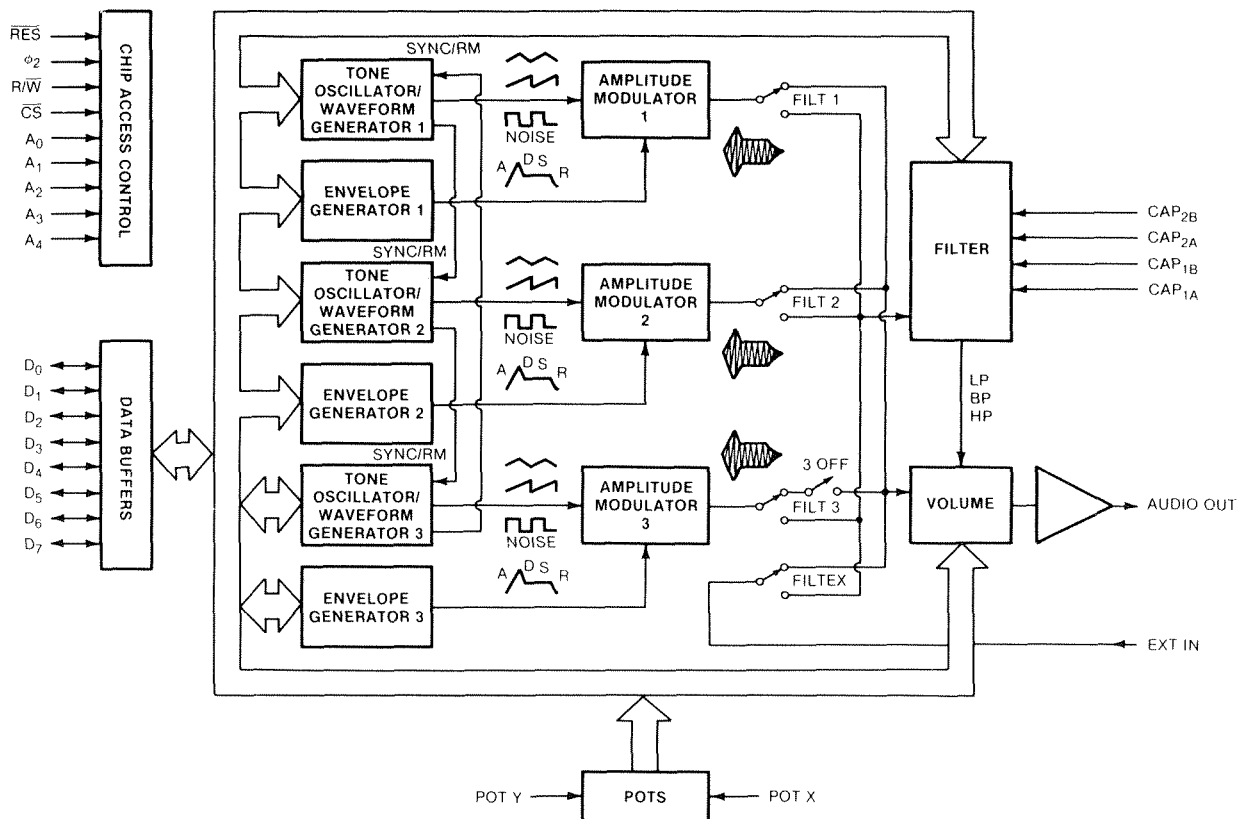 RES
ϕ2
R/W
CS
A0
A1
A2
A3
A4
CHIP ACCESS CONTROL
D0
D1
D2
D3
D4
D5
D6
D7
DATA BUFFERS
SYNC/RM
TONE
OSCILLATOR/
WAVEFORM
GENERATOR 1
NOISE
A D S R
AMPLITUDE
MODULATOR
1
FILT 1
ENVELOPE
GENERATOR 1
SYNC/RM
TONE
OSCILLATOR/
WAVEFORM
GENERATOR 2
NOISE
A D S R
AMPLITUDE
MODULATOR
2
FILT 2
ENVELOPE
GENERATOR 2
SYNC/RM
TONE
OSCILLATOR/
WAVEFORM
GENERATOR 3
NOISE
A D S R
AMPLITUDE
MODULATOR
3
3 OFF
FILT 3
ENVELOPE
GENERATOR 3
FILTEX
FILTER
CAP2B
CAP2A
CAP1B
CAP1A
LP
BP
HP
VOLUME
AUDIO OUT
EXT IN
POT Y
POTS
POT X